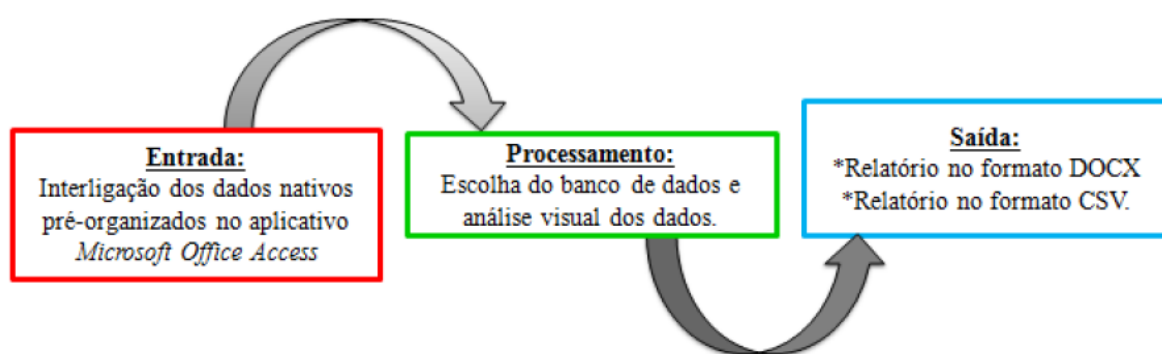 Entrada:
Interligação dos dados nativos
pré-organizados no aplicativo
Microsoft Office Access
Processamento:
Escolha do banco de dados e
análise visual dos dados.
Saída:
*Relatório no formato DOCX
*Relatório no formato CSV.